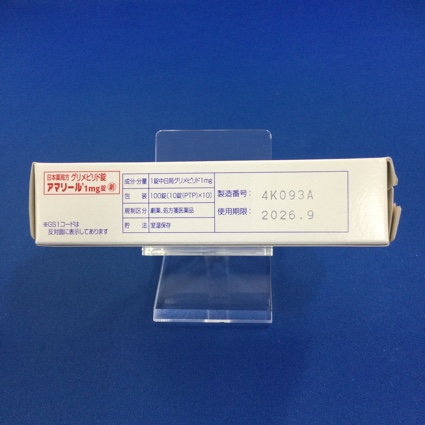 日本薬局方 グリメピリド錠
アマリール® 1mg錠 劇
※GS1コードは
反対面に表示してあります
成分・分量 1錠中日局グリメピリド1mg
包装 100錠(10錠(PTP)×10)
規制区分 劇薬、処方箋医薬品
貯法 室温保存
製造番号: 4K093A
使用期限: 2026.9